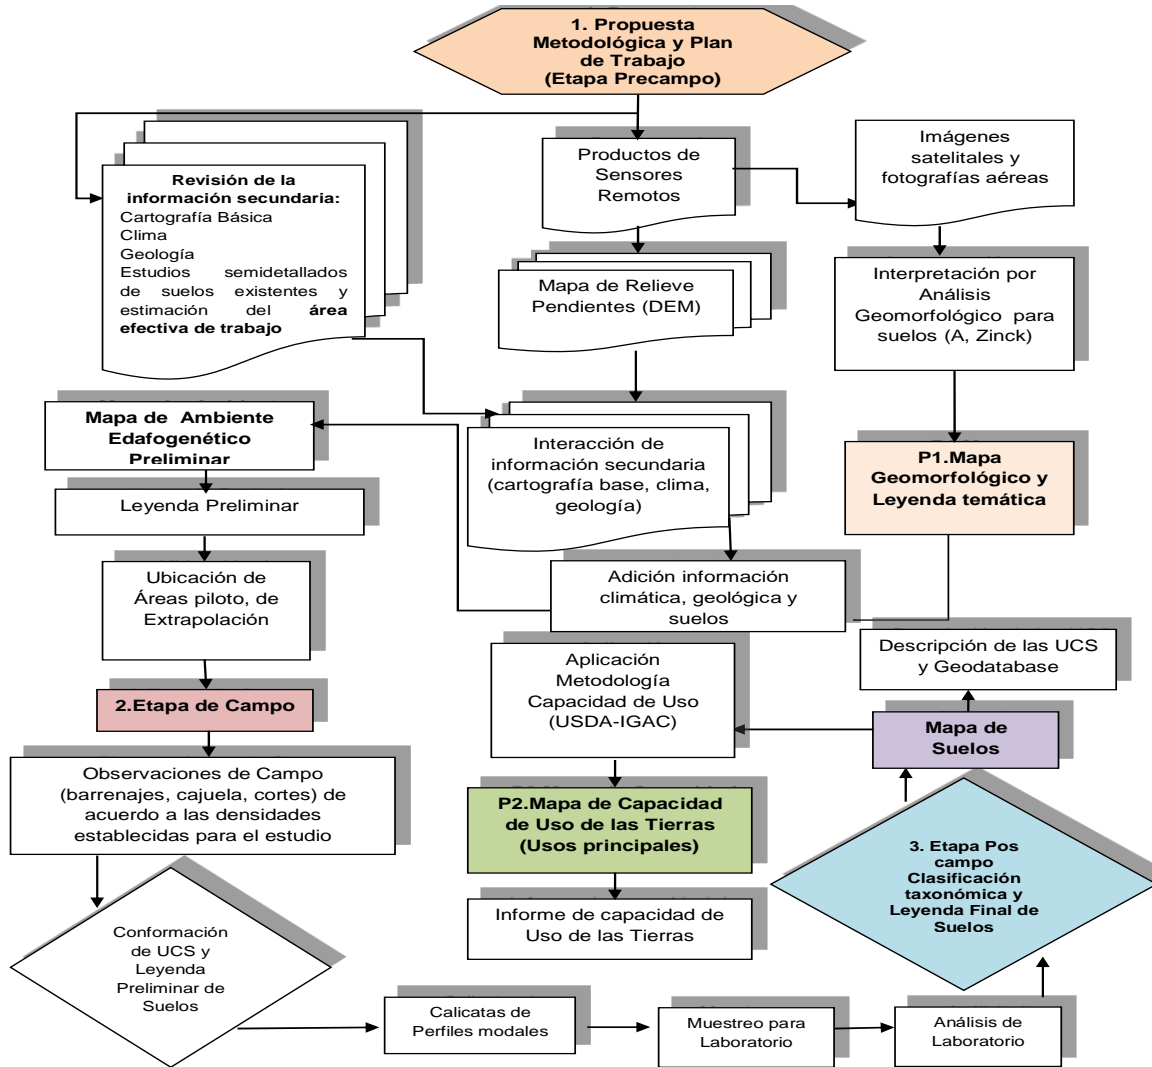 1. Propuesta
Metodológica y Plan
de Trabajo
(Etapa Precampo)
Revisión de la
información secundaria:
Cartografía Básica
Clima
Geología
Estudios semidetallados
de suelos existentes y
estimación del área
efectiva de trabajo
Productos de
Sensores
Remotos
Imágenes
satelitales y
fotografías aéreas
Mapa de Relieve
Pendientes (DEM)
Interpretación por
Análisis
Geomorfológico para
suelos (A, Zinck)
Mapa de Ambiente
Edafogenético
Preliminar
Interacción de
información secundaria
(cartografía base, clima,
geología)
P1.Mapa
Geomorfológico y
Leyenda temática
Leyenda Preliminar
Ubicación de
Áreas piloto, de
Extrapolación
Adición información
climática, geológica y
suelos
Descripción de las UCS
y Geodatabase
Aplicación
Metodología
Capacidad de Uso
(USDA-IGAC)
2.Etapa de Campo
Mapa de
Suelos
Observaciones de Campo
(barrenajes, cajuela, cortes) de
acuerdo a las densidades
establecidas para el estudio
P2.Mapa de Capacidad
de Uso de las Tierras
(Usos principales)
3. Etapa Pos
campo
Clasificación
taxonómica y
Leyenda Final de
Suelos
Informe de capacidad de
Uso de las Tierras
Conformación
de UCS y
Leyenda
Preliminar de
Suelos
Calicatas de
Perfiles modales
Muestreo para
Laboratorio
Análisis de
Laboratorio